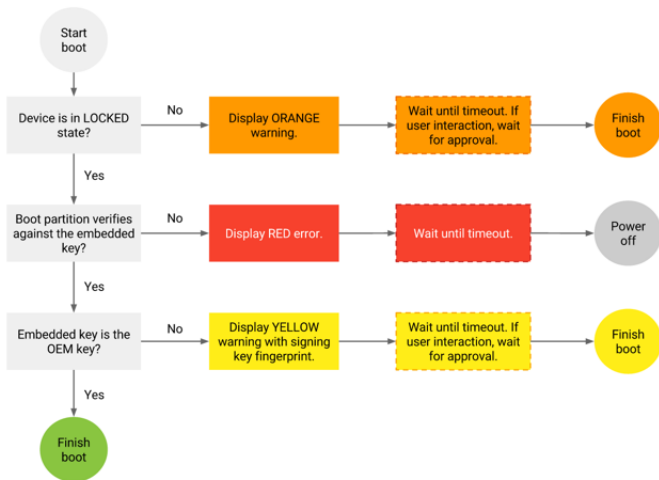 Start
boot
Device is in LOCKED
state?
No
Display ORANGE
warning.
Wait until timeout. If
user interaction, wait
for approval.
Finish
boot
Yes
Boot partition verifies
against the embedded
key?
No
Display RED error.
Wait until timeout.
Power
off
Yes
Embedded key is the
OEM key?
No
Display YELLOW
warning with signing
key fingerprint.
Wait until timeout. If
user interaction, wait
for approval.
Finish
boot
Yes
Finish
boot